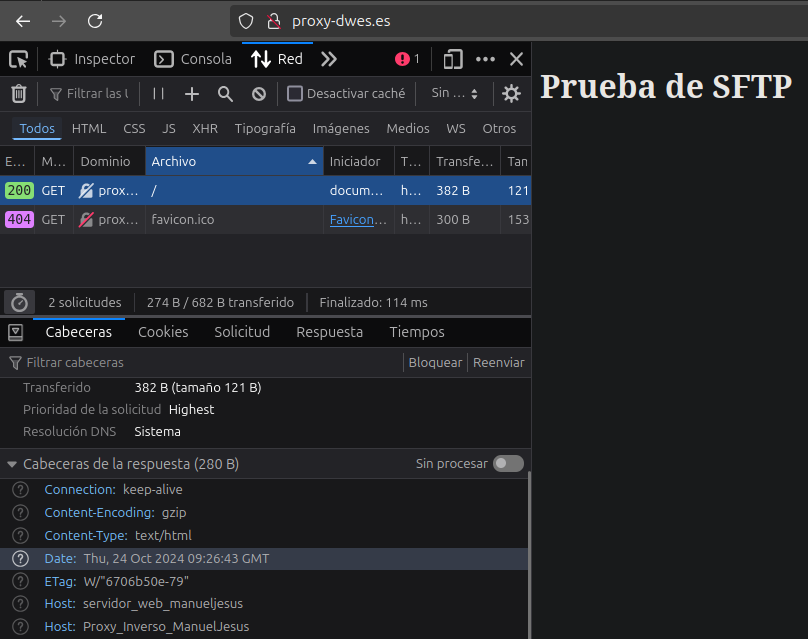 proxy-dwes.es
Inspector Consola Red 1
Filtrar las U Desactivar caché Sin ...
Todos HTML CSS JS XHR Tipografía Imágenes Medios WS Otros
E... M... Dominio Archivo Iniciador T... Transfe... Tan
200 GET prox... / docum... h... 382 B 121
404 GET prox... favicon.ico Favicon... h... 300 B 153
2 solicitudes 274 B / 682 B transferido Finalizado: 114 ms
Cabeceras Cookies Solicitud Respuesta Tiempos
Filtrar cabeceras Bloquear Reenviar
Transferido 382 B (tamaño 121 B)
Prioridad de la solicitud Highest
Resolución DNS Sistema
Cabeceras de la respuesta (280 B) Sin procesar
Connection: keep-alive
Content-Encoding: gzip
Content-Type: text/html
Date: Thu, 24 Oct 2024 09:26:43 GMT
ETag: W/"6706b50e-79"
Host: servidor_web_manueljesus
Host: Proxy_Inverso_ManuelJesus
Prueba de SFTP